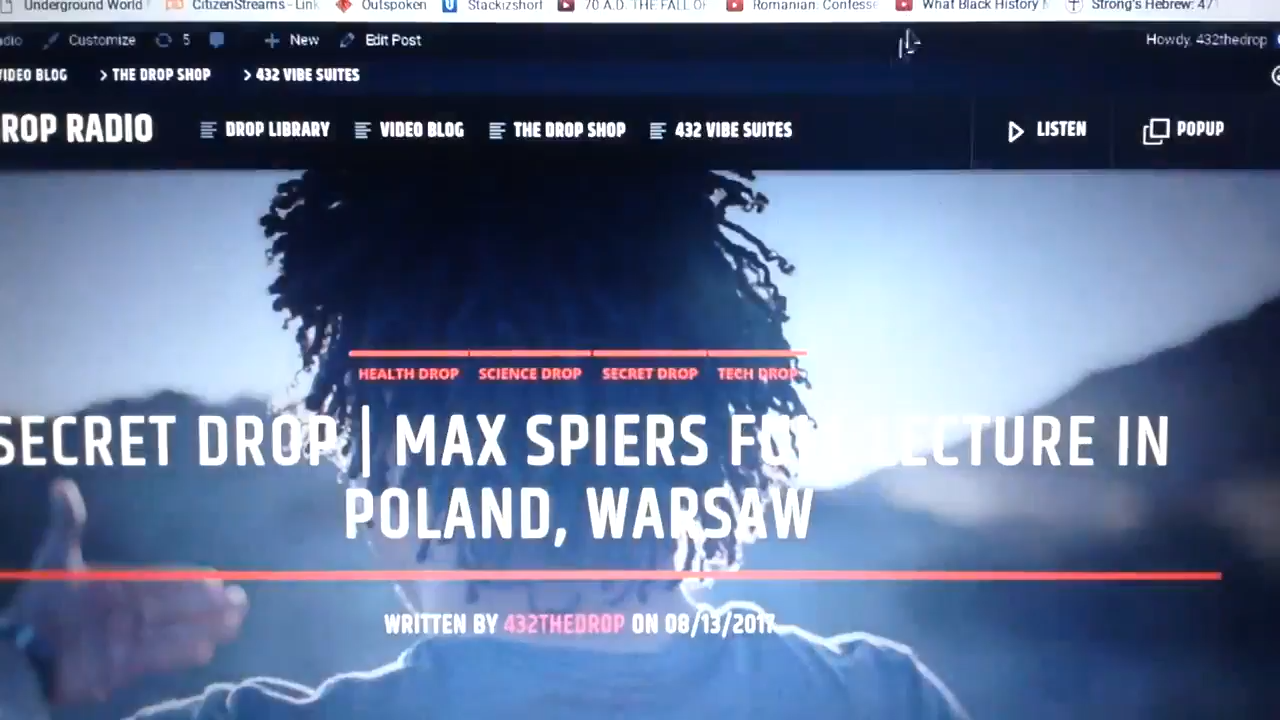 Underground World
CitizenStreams - Link
Outspoken
Stackizshort
70 A.D. THE FALL OF
Romanian. Confesse
What Black History
Strong's Hebrew: 47
Customize
5
New
Edit Post
Howdy, 432thedrop
VIDEO BLOG
> THE DROP SHOP
> 432 VIBE SUITES
ROP RADIO
DROP LIBRARY
VIDEO BLOG
THE DROP SHOP
432 VIBE SUITES
LISTEN
POPUP
HEALTH DROP
SCIENCE DROP
SECRET DROP
TECH DROP
SECRET DROP | MAX SPIERS FULL LECTURE IN
POLAND, WARSAW
WRITTEN BY 432THEDROP ON 08/13/2017